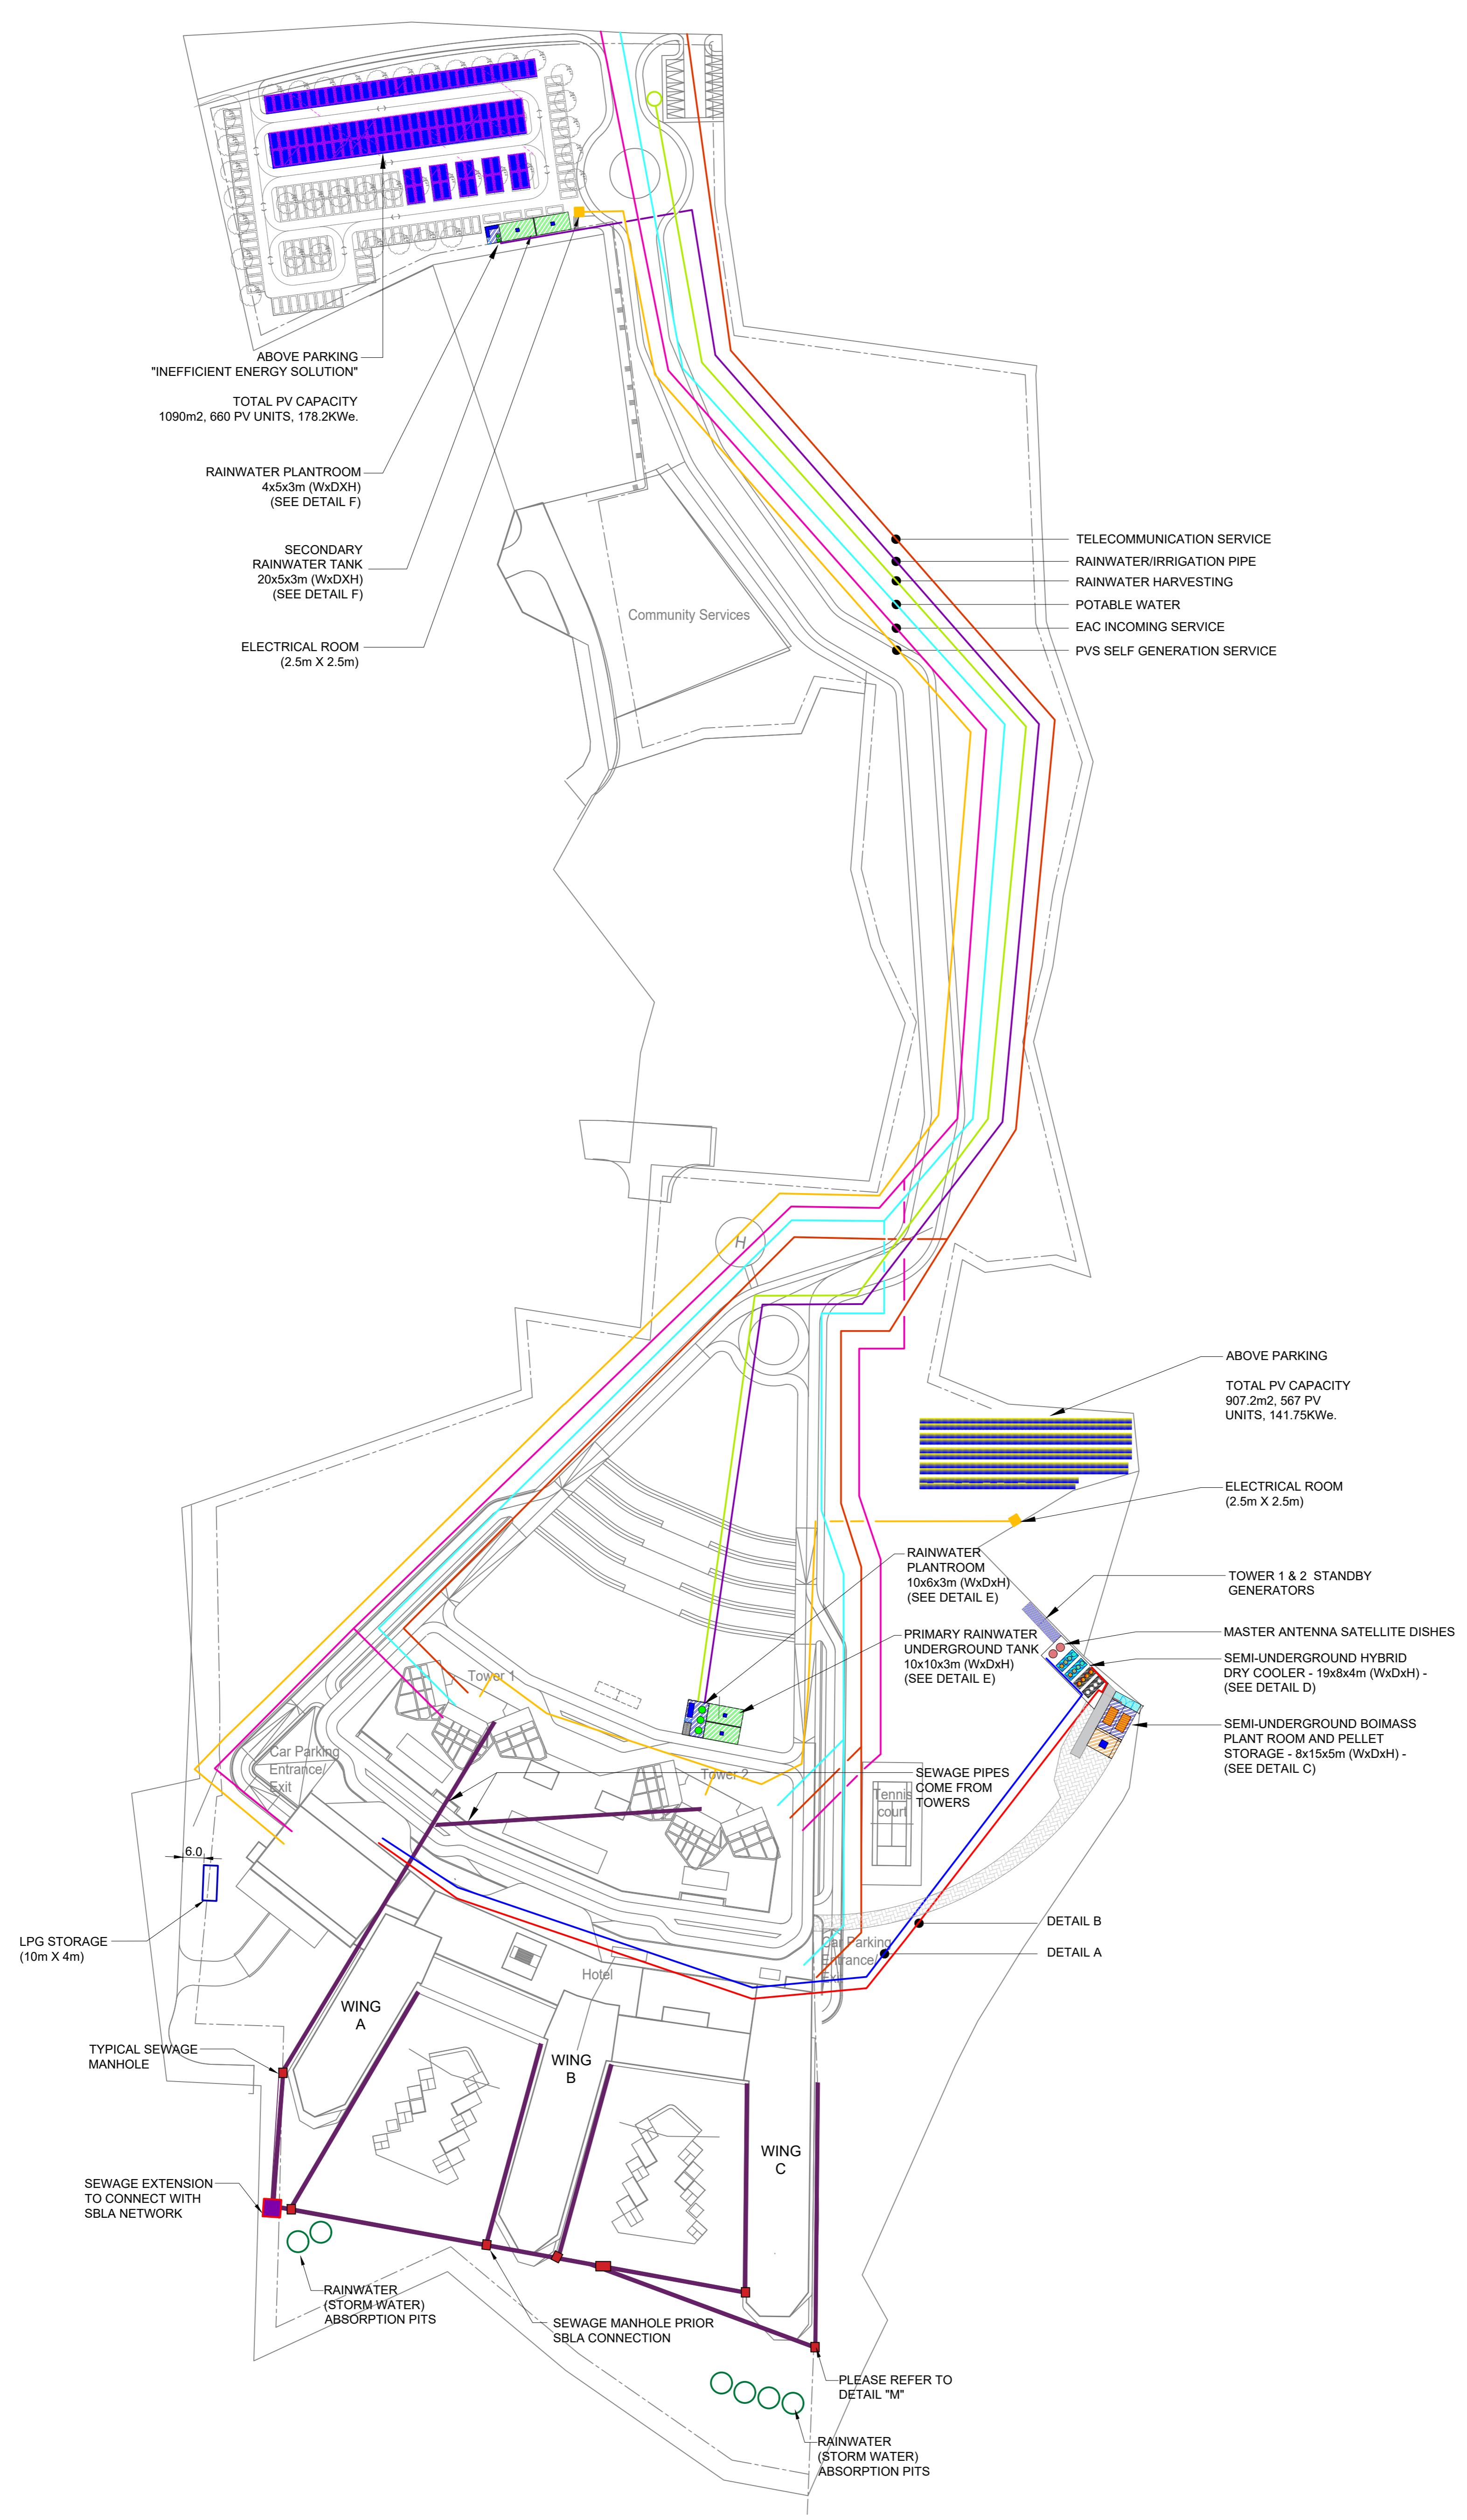 ABOVE PARKING
"INEFFICIENT ENERGY SOLUTION"
TOTAL PV CAPACITY
1090m2, 660 PV UNITS, 178.2KWe.
RAINWATER PLANTROOM
4x5x3m (WxDXH)
(SEE DETAIL F)
SECONDARY
RAINWATER TANK
20x5x3m (WxDXH)
(SEE DETAIL F)
ELECTRICAL ROOM
(2.5m X 2.5m)
Community Services
TELECOMMUNICATION SERVICE
RAINWATER/IRRIGATION PIPE
RAINWATER HARVESTING
POTABLE WATER
EAC INCOMING SERVICE
PVS SELF GENERATION SERVICE
H
ABOVE PARKING
TOTAL PV CAPACITY
907.2m2, 567 PV
UNITS, 141.75KWe.
ELECTRICAL ROOM
(2.5m X 2.5m)
RAINWATER
PLANTROOM
10x6x3m (WxDxH)
(SEE DETAIL E)
TOWER 1 & 2 STANDBY
GENERATORS
PRIMARY RAINWATER
UNDERGROUND TANK
10x10x3m (WxDxH)
(SEE DETAIL E)
MASTER ANTENNA SATELLITE DISHES
SEMI-UNDERGROUND HYBRID
DRY COOLER - 19x8x4m (WxDxH) -
(SEE DETAIL D)
SEMI-UNDERGROUND BOIMASS
PLANT ROOM AND PELLET
STORAGE - 8x15x5m (WxDxH) -
(SEE DETAIL C)
Tower 1
Car Parking
Entrance/
Exit
Tower 2
SEWAGE PIPES
COME FROM
TOWERS
Tennis
court
6.0
LPG STORAGE
(10m X 4m)
DETAIL B
DETAIL A
Car Parking
Entrance/
Exit
Hotel
WING
A
WING
B
WING
C
TYPICAL SEWAGE
MANHOLE
SEWAGE EXTENSION
TO CONNECT WITH
SBLA NETWORK
RAINWATER
(STORM WATER)
ABSORPTION PITS
SEWAGE MANHOLE PRIOR
SBLA CONNECTION
PLEASE REFER TO
DETAIL "M"
RAINWATER
(STORM WATER)
ABSORPTION PITS